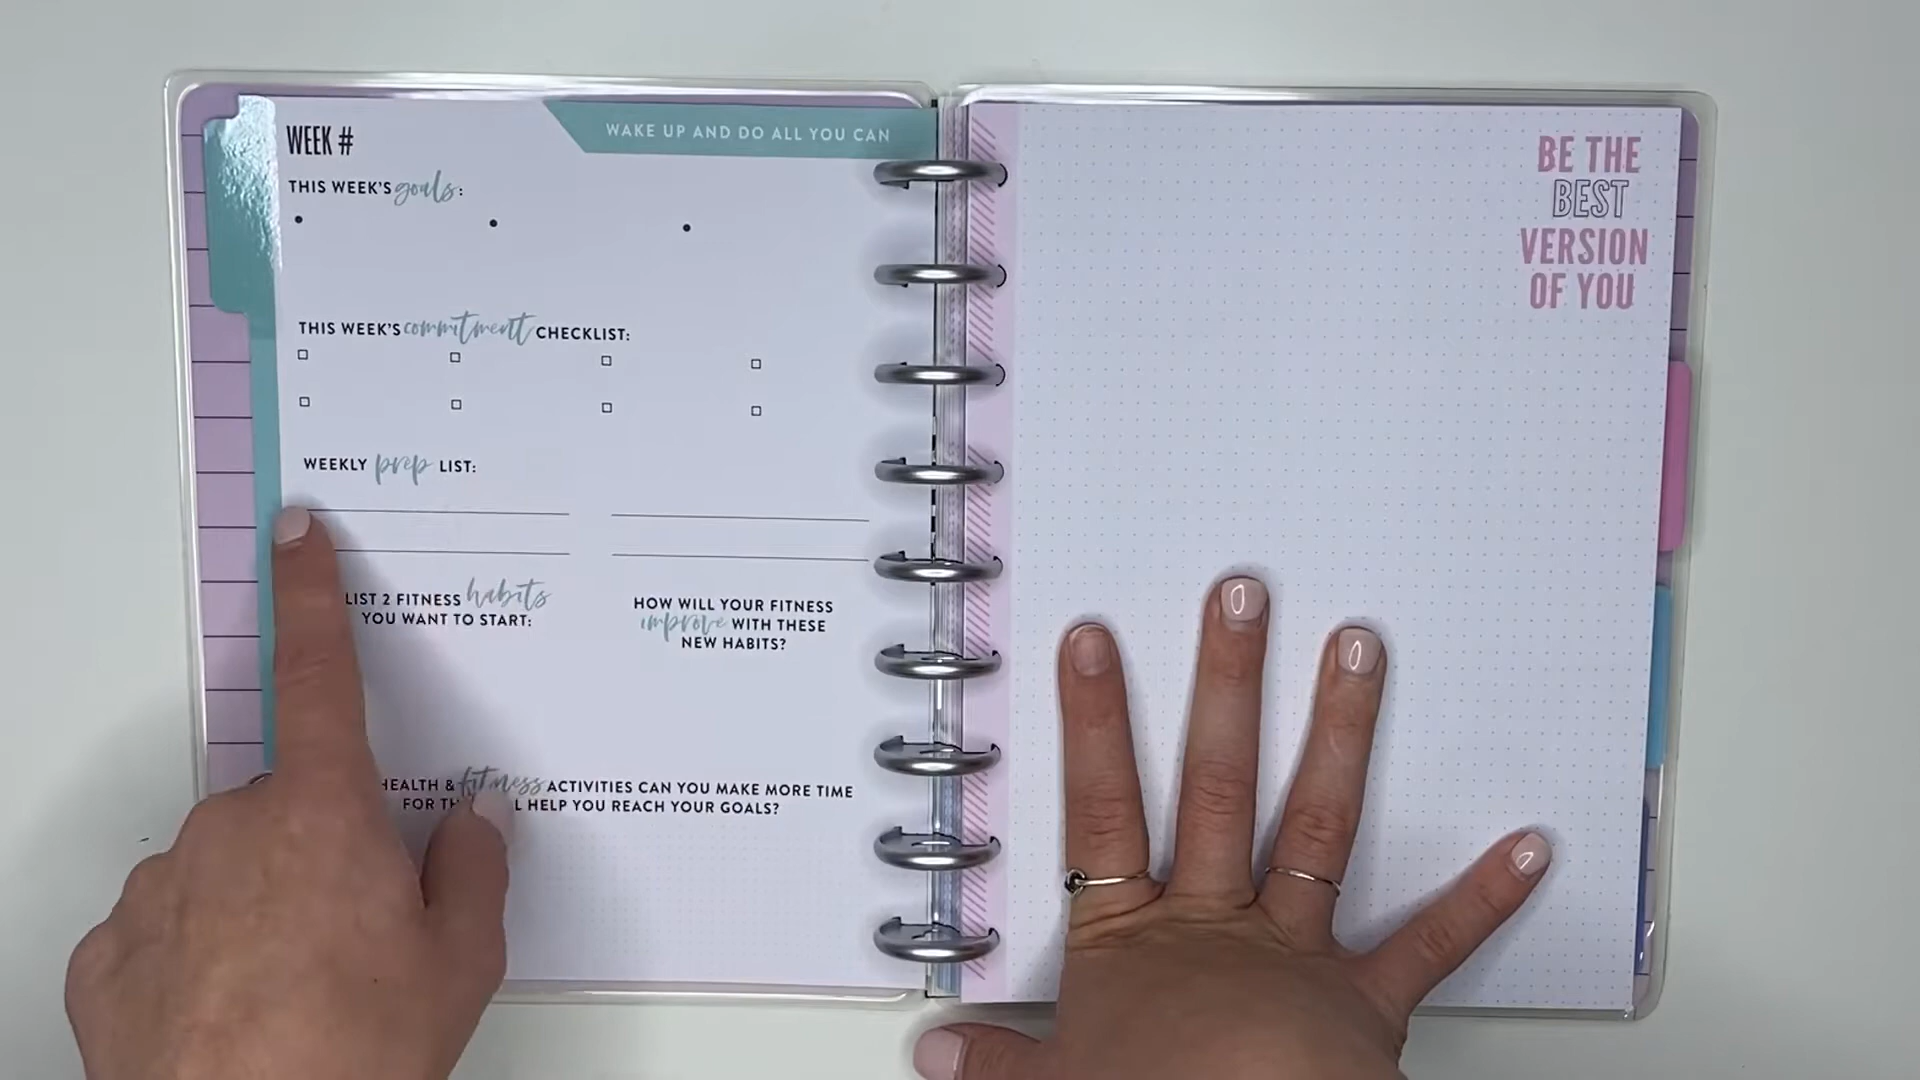 WEEK #
WAKE UP AND DO ALL YOU CAN
THIS WEEK'S goals:
THIS WEEK'S commitment CHECKLIST:
WEEKLY prep LIST:
LIST 2 FITNESS habits
YOU WANT TO START:
HOW WILL YOUR FITNESS
improve WITH THESE
NEW HABITS?
HEALTH & fitness ACTIVITIES CAN YOU MAKE MORE TIME
FOR HELP YOU REACH YOUR GOALS?
BE THE
BEST
VERSION
OF YOU